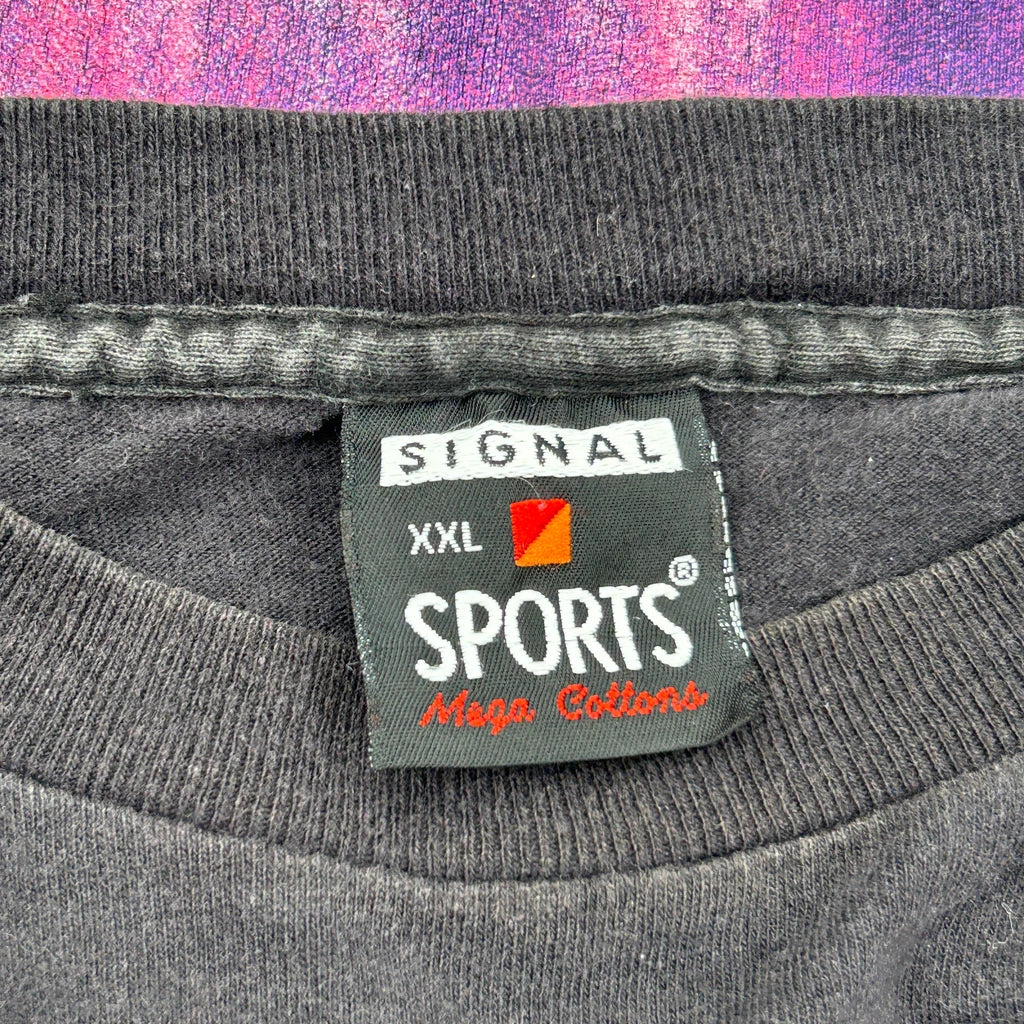 SIGNAL
XXL
SPORTS®
Mega Cottons